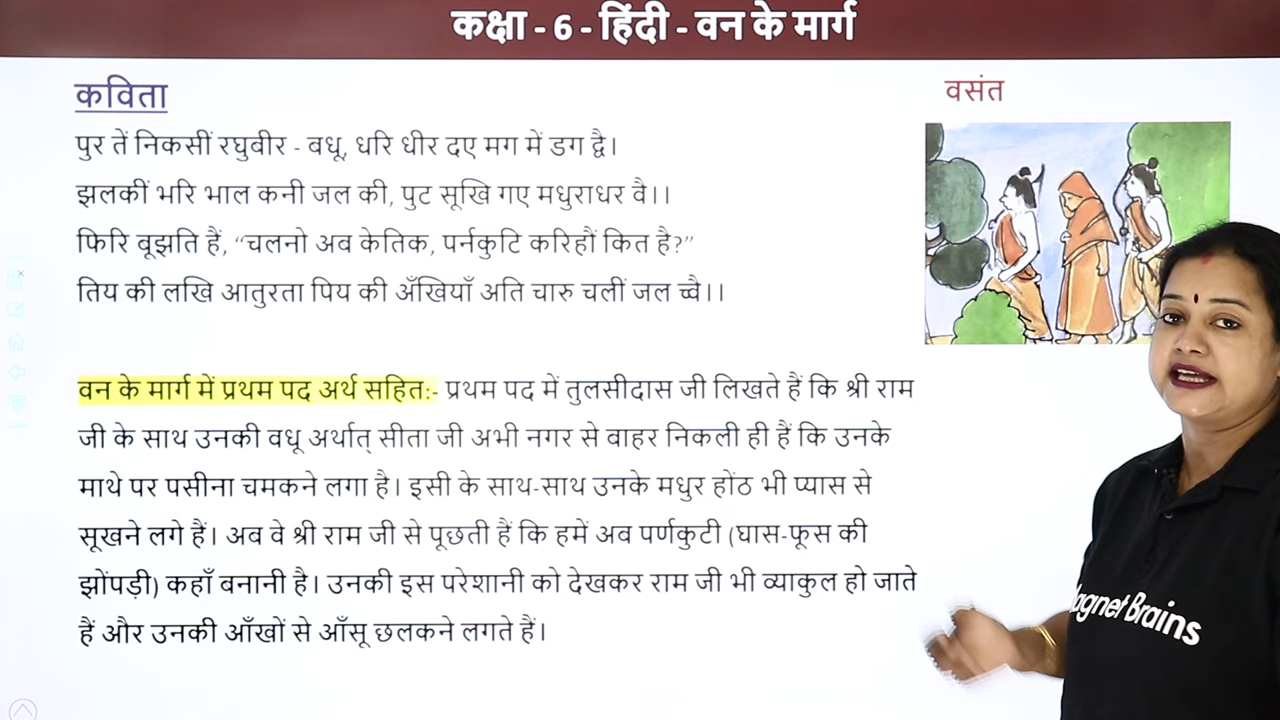 कक्षा - 6 - हिंदी - वन के मार्ग
कविता
वसंत
पुर तें निकसीं रघुबीर - बधू, धरि धीर दए मग में डग द्वै।
झलकीं भरि भाल कनी जल की, पुट सूखि गए मधुराधर वै।।
फिरि बूझति हैं, “चलनो अब केतिक, पर्नकुटि करिहौं कित है?”
तिय की लखि आतुरता पिय की अँखियाँ अति चारु चलीं जल च्वै।।
वन के मार्ग में प्रथम पद अर्थ सहित:- प्रथम पद में तुलसीदास जी लिखते हैं कि श्री राम
जी के साथ उनकी वधू अर्थात् सीता जी अभी नगर से बाहर निकली ही हैं कि उनके
माथे पर पसीना चमकने लगा है। इसी के साथ-साथ उनके मधुर होंठ भी प्यास से
सूखने लगे हैं। अब वे श्री राम जी से पूछती हैं कि हमें अब पर्णकुटी (घास-फूस की
झोंपड़ी) कहाँ बनानी है। उनकी इस परेशानी को देखकर राम जी भी व्याकुल हो जाते
हैं और उनकी आँखों से आँसू छलकने लगते हैं।
agnet Brains